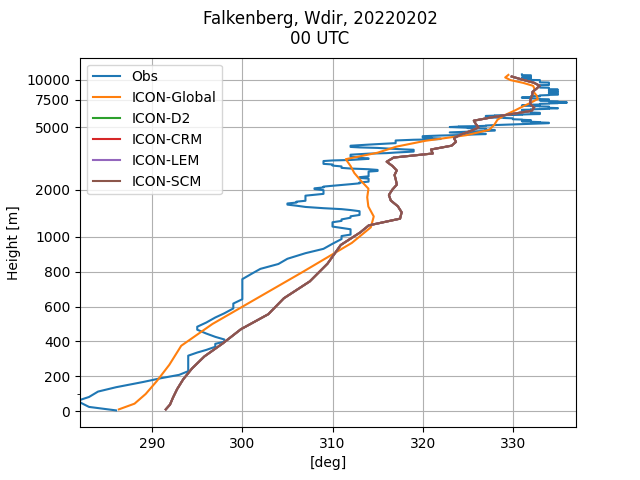 Falkenberg, Wdir, 20220202
00 UTC
Obs
ICON-Global
ICON-D2
ICON-CRM
ICON-LEM
ICON-SCM
10000
7500
5000
2000
1000
800
600
400
200
0
Height [m]
290
300
310
320
330
[deg]